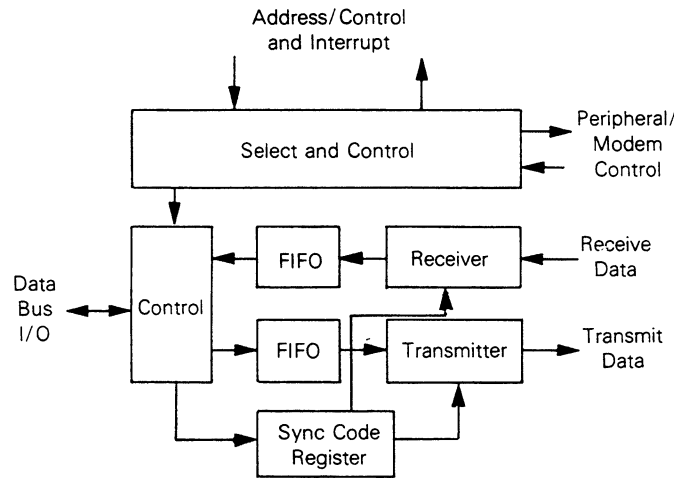 Address/Control
and Interrupt
Select and Control
Peripheral/
Modem
Control
FIFO
Receiver
Receive
Data
Data
Bus
I/O
Control
FIFO
Transmitter
Transmit
Data
Sync Code
Register